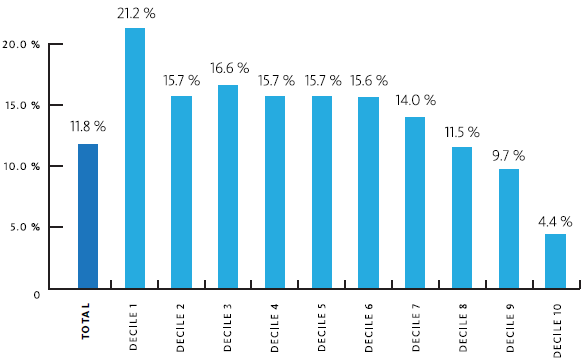 21.2 %
20.0 %
16.6 %
15.7 %
15.7 %
15.7 %
15.6 %
14.0 %
15.0 %
11.8 %
11.5 %
9.7 %
10.0 %
4.4 %
5.0 %
0
TOTAL
DECILE 1
DECILE 2
DECILE 3
DECILE 4
DECILE 5
DECILE 6
DECILE 7
DECILE 8
DECILE 9
DECILE 10